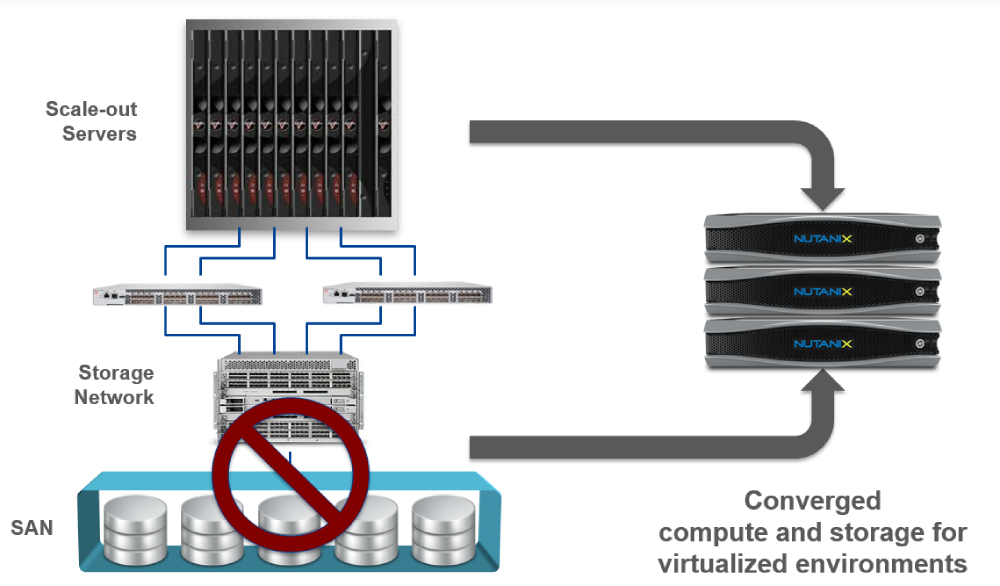 Scale-out
Servers
NUTANIX
NUTANIX
NUTANIX
Storage
Network
SAN
Converged
compute and storage for
virtualized environments